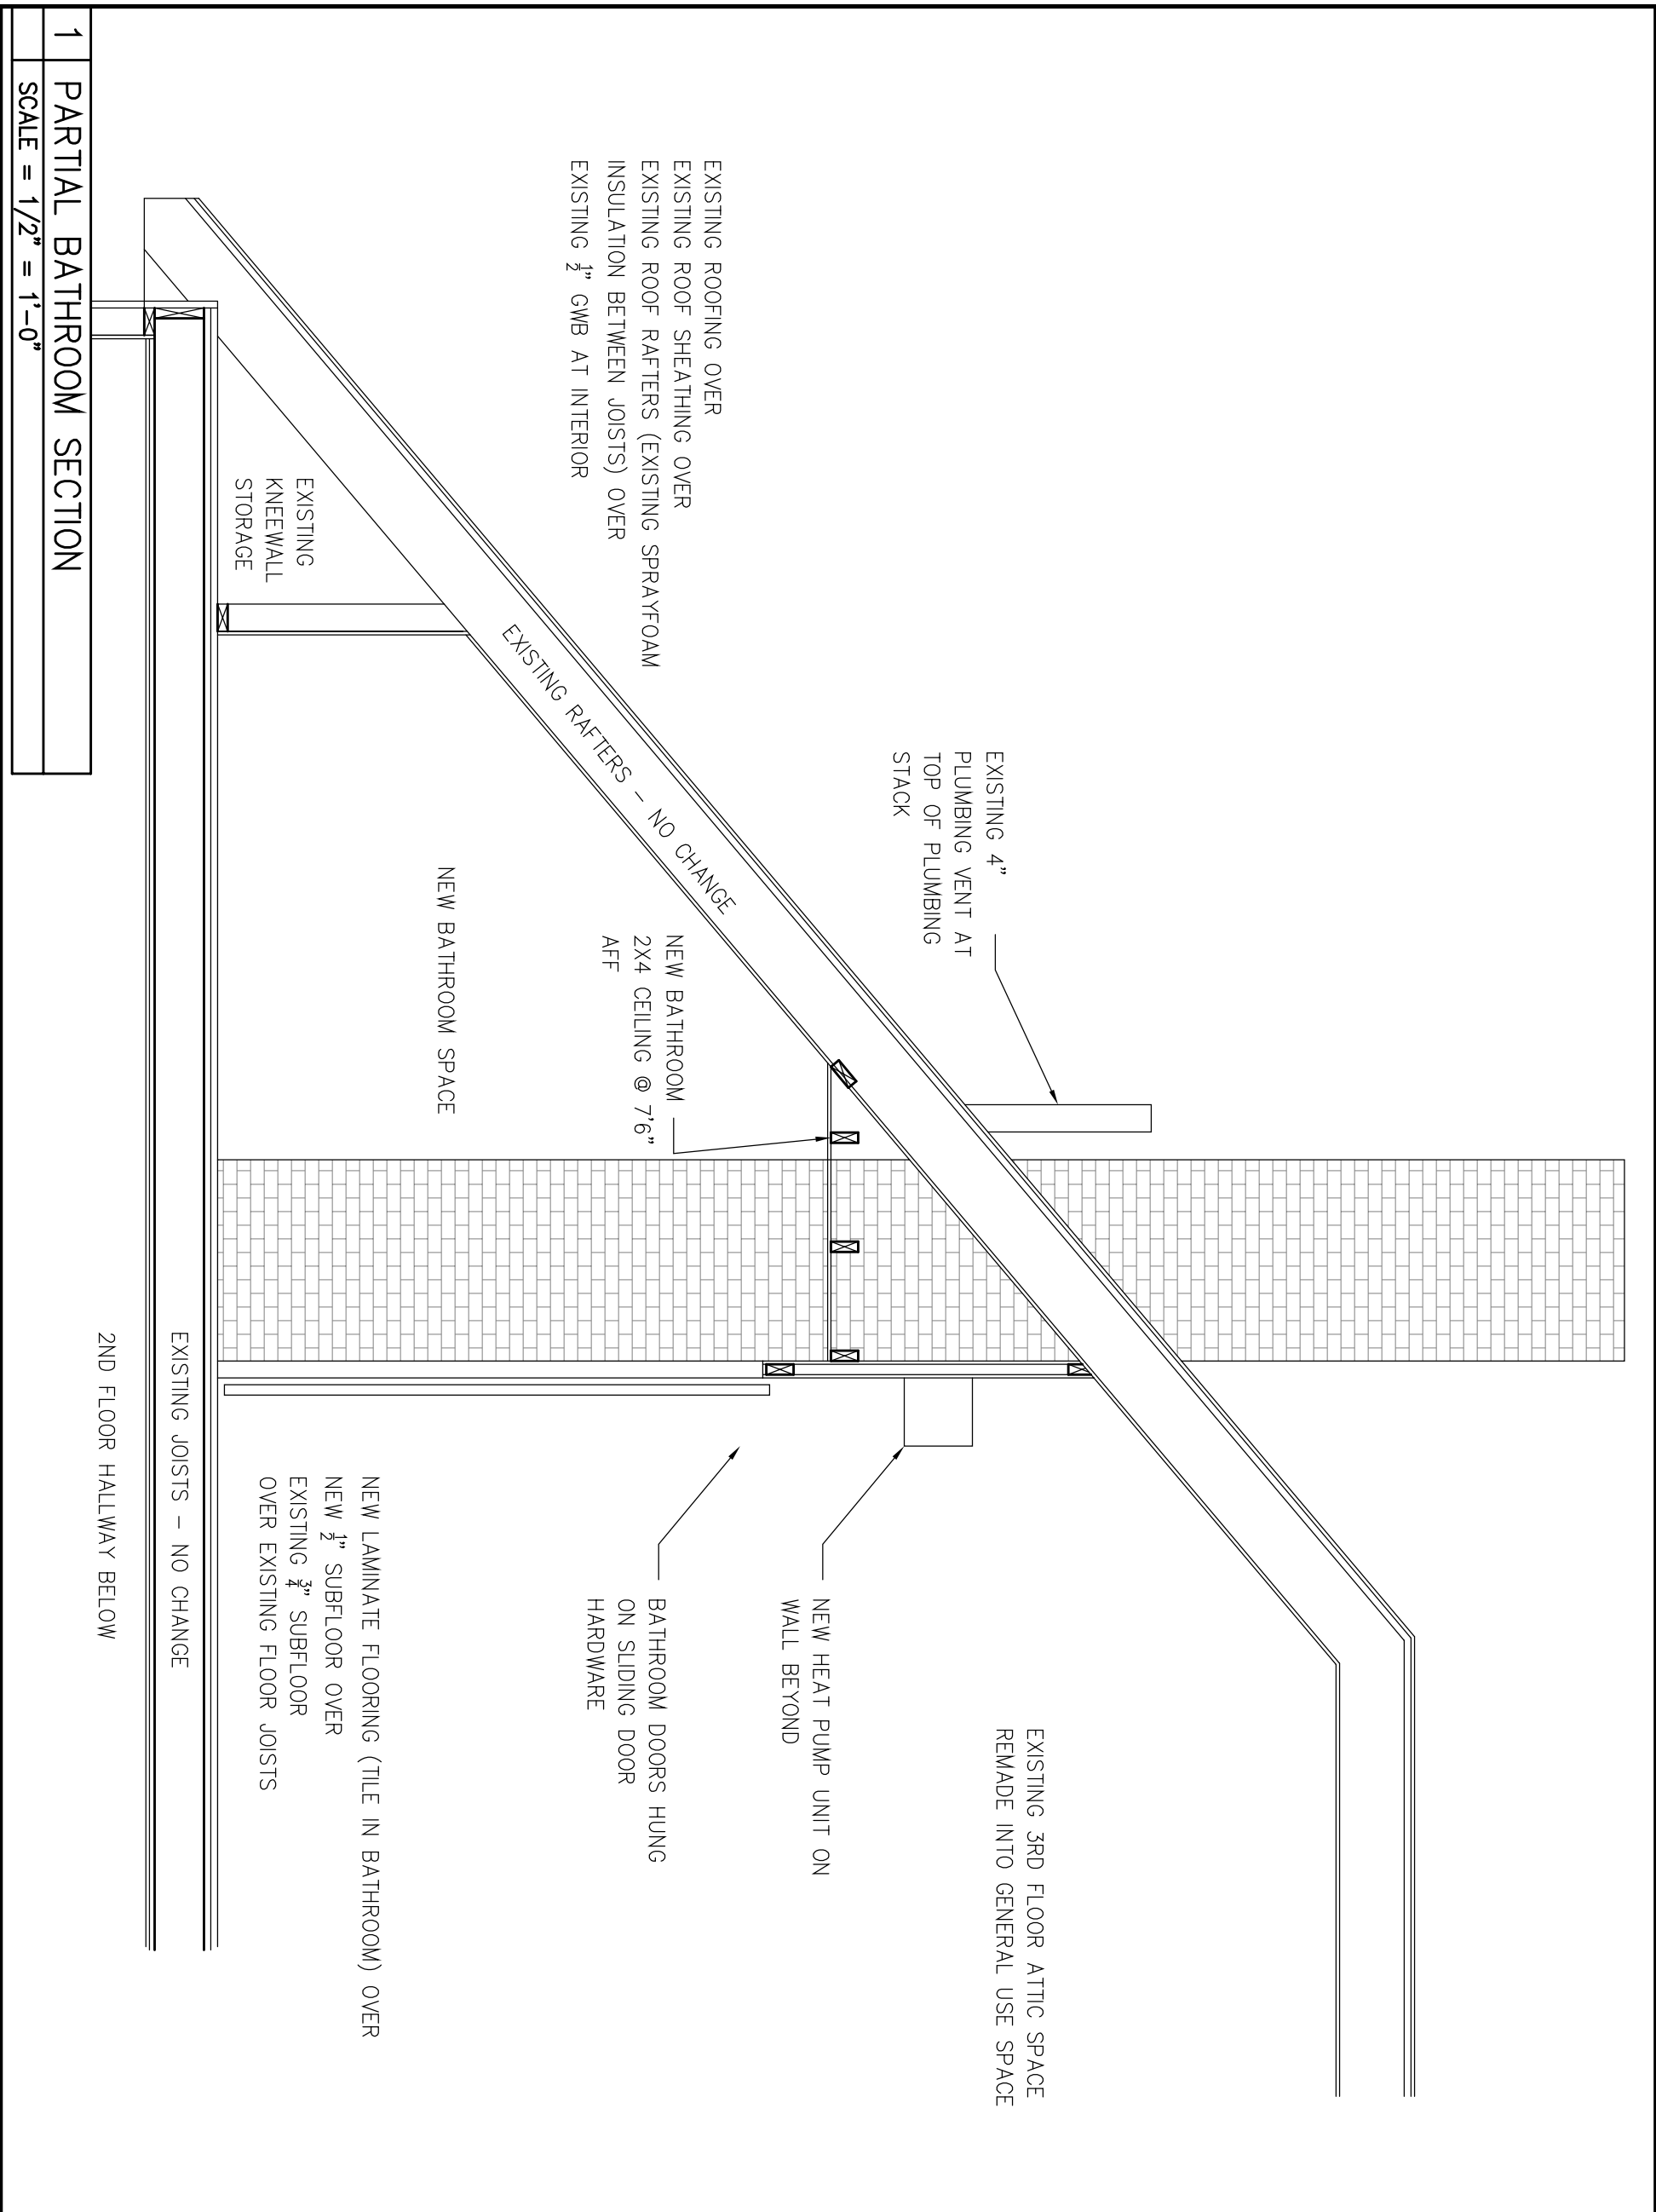 EXISTING ROOFING OVER
EXISTING ROOF SHEATHING OVER
EXISTING ROOF RAFTERS (EXISTING SPRAYFOAM
INSULATION BETWEEN JOISTS) OVER
EXISTING 1/2" GWB AT INTERIOR
EXISTING 4"
PLUMBING VENT AT
TOP OF PLUMBING
STACK
EXISTING 3RD FLOOR ATTIC SPACE
REMADE INTO GENERAL USE SPACE
NEW HEAT PUMP UNIT ON
WALL BEYOND
EXISTING RAFTERS - NO CHANGE
NEW BATHROOM
2X4 CEILING @ 7'6"
AFF
BATHROOM DOORS HUNG
ON SLIDING DOOR
HARDWARE
NEW BATHROOM SPACE
EXISTING
KNEEWALL
STORAGE
NEW LAMINATE FLOORING (TILE IN BATHROOM) OVER
NEW 1/2" SUBFLOOR OVER
EXISTING 3/4" SUBFLOOR
OVER EXISTING FLOOR JOISTS
EXISTING JOISTS - NO CHANGE
2ND FLOOR HALLWAY BELOW
1 PARTIAL BATHROOM SECTION
SCALE = 1/2" = 1'-0"